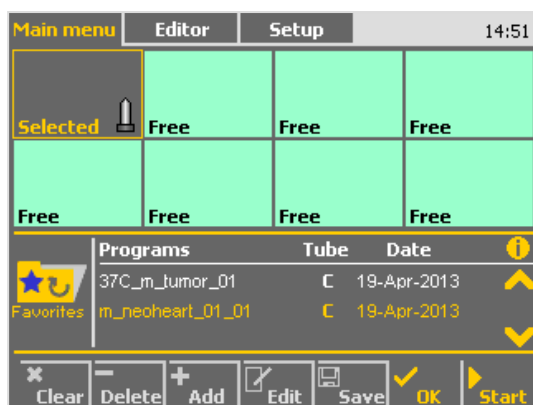 Main menu Editor Setup 14:51
Selected Free Free Free
Free Free Free Free
Programs Tube Date i
37C_m_tumor_01 C 19-Apr-2013
Favorites m_neoheart_01_01 C 19-Apr-2013
Clear Delete Add Edit Save OK Start